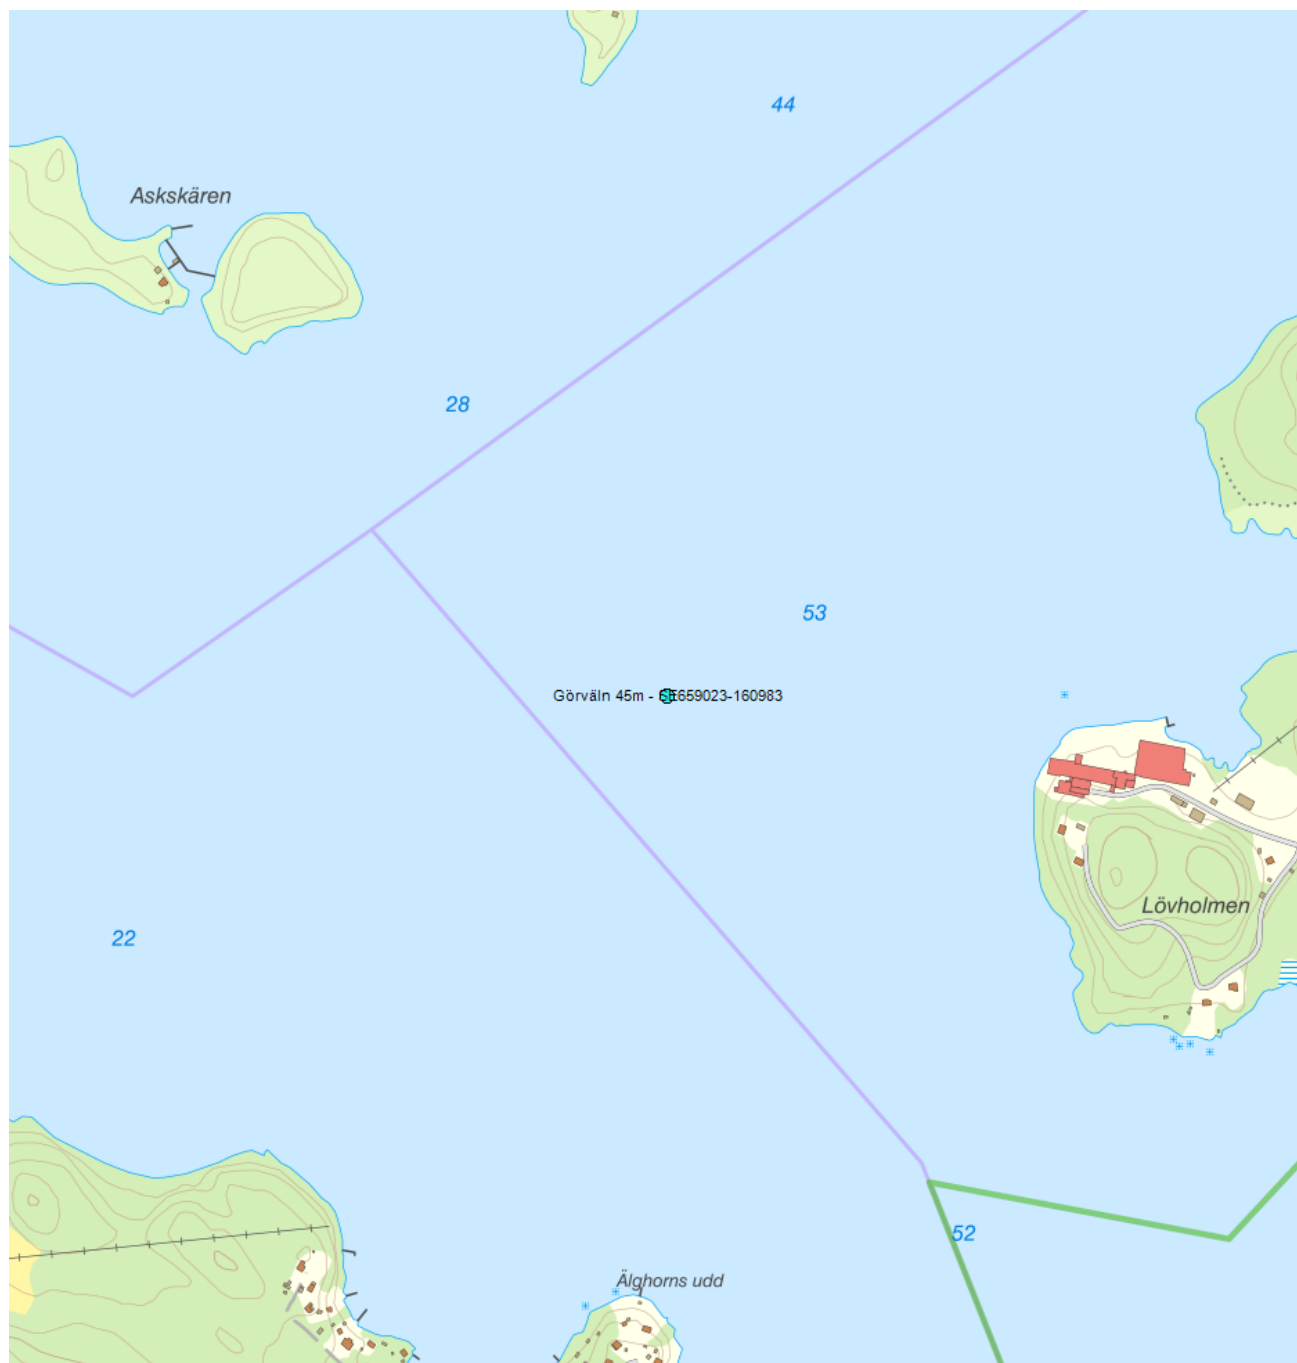 44
Askskären
28
53
Görväln 45m - SE659023-160983
Lövholmen
22
52
Älghorns udd